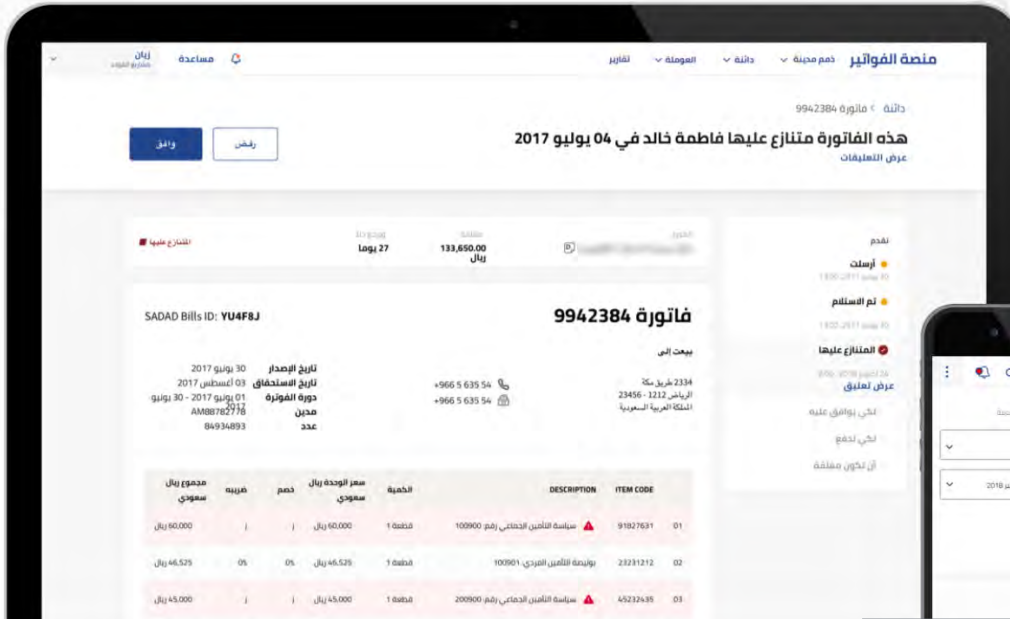 منصة الفواتير ذمم مدينة دائنة العوملة تقارير مساعدة زيان
دائنة > فاتورة 9942384
هذه الفاتورة متنازع عليها فاطمة خالد في 04 يوليو 2017
رفض وافق
عرض التعليقات
133,650.00 27 يوما المتنازع عليها
ريال
تقدم
أرسلت
تم الاستلام
المتنازع عليها
عرض تعليق
لكي يوافق عليه
لكي تدفع
أن تكون مغلقة
فاتورة 9942384 SADAD Bills ID: YU4F8J
بيعت إلى
2334 طريق مكة
الرياض 1212 - 23456
المملكة العربية السعودية
+966 5 635 54
+966 5 635 54
تاريخ الإصدار 30 يونيو 2017
تاريخ الاستحقاق 03 أغسطس 2017
دورة الفوترة 01 يونيو 2017 - 30 يونيو 2017
مدين AM88782778
عدد 84934893
ITEM CODE DESCRIPTION الكمية سعر الوحدة ريال سعودي خصم ضريبه مجموع ريال سعودي
01 91827631 سياسة التأمين الجماعي رقم: 100900 قطعة 1 60,000 ريال 60,000 ريال
02 23231212 بوليصة التأمين الفردي: 100901 قطعة 1 46,525 ريال 0% 0% 46,525 ريال
03 45232435 سياسة التأمين الجماعي رقم: 200900 قطعة 1 45,000 ريال 45,000 ريال